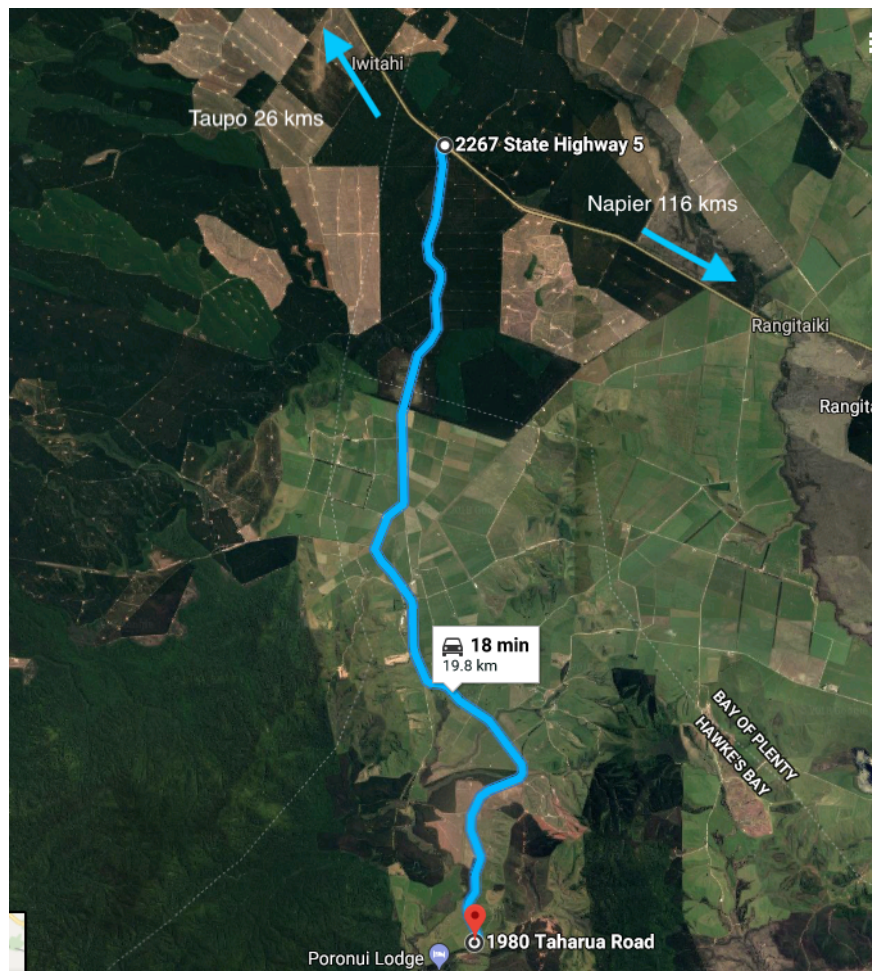 Iwitahi
Taupo 26 kms
2267 State Highway 5
Napier 116 kms
Rangitaiki
18 min
19.8 km
BAY OF PLENTY
HAWKE'S BAY
1980 Taharua Road
Poronui Lodge